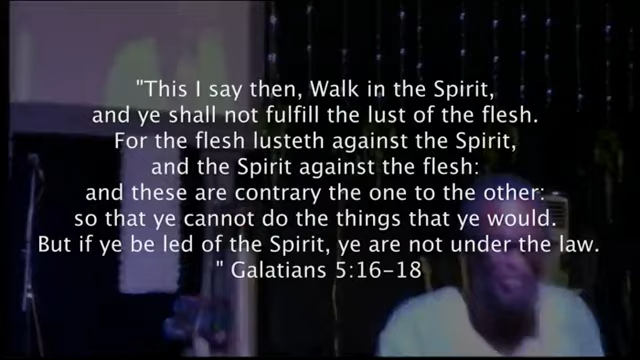 "This I say then, Walk in the Spirit,
and ye shall not fulfill the lust of the flesh.
For the flesh lusteth against the Spirit,
and the Spirit against the flesh:
and these are contrary the one to the other:
so that ye cannot do the things that ye would.
But if ye be led of the Spirit, ye are not under the law.
" Galatians 5:16-18